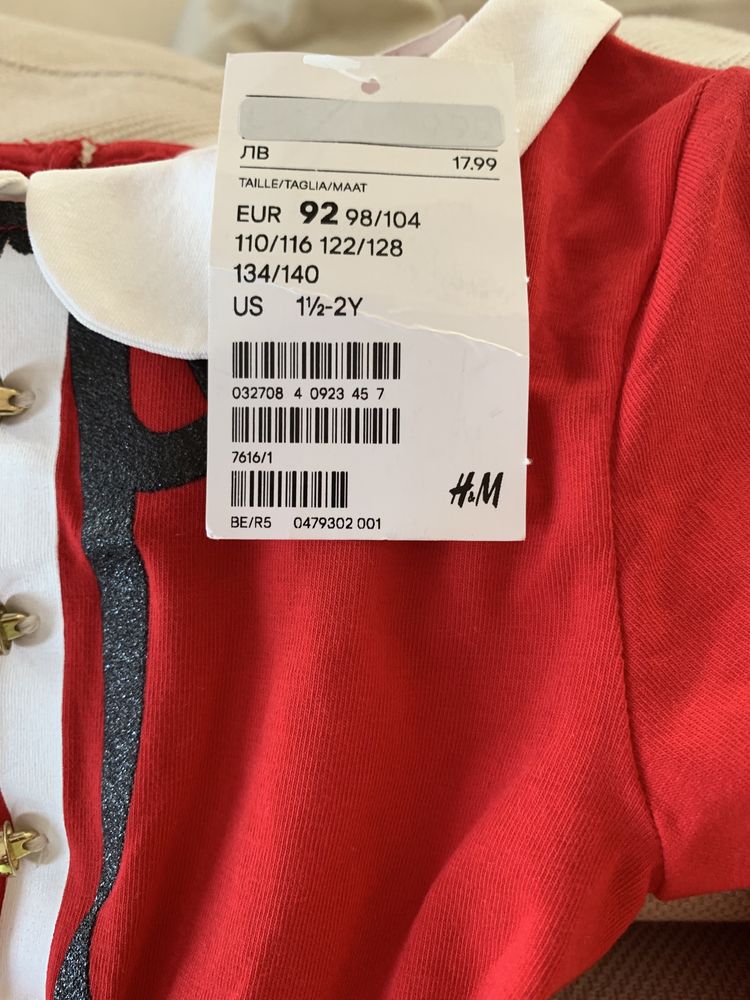 ЛВ 17.99
TAILLE/TAGLIA/MAAT
EUR 92 98/104
110/116 122/128
134/140
US 1½-2Y
032708 4 0923 45 7
7616/1
H&M
BE/R5 0479302 001